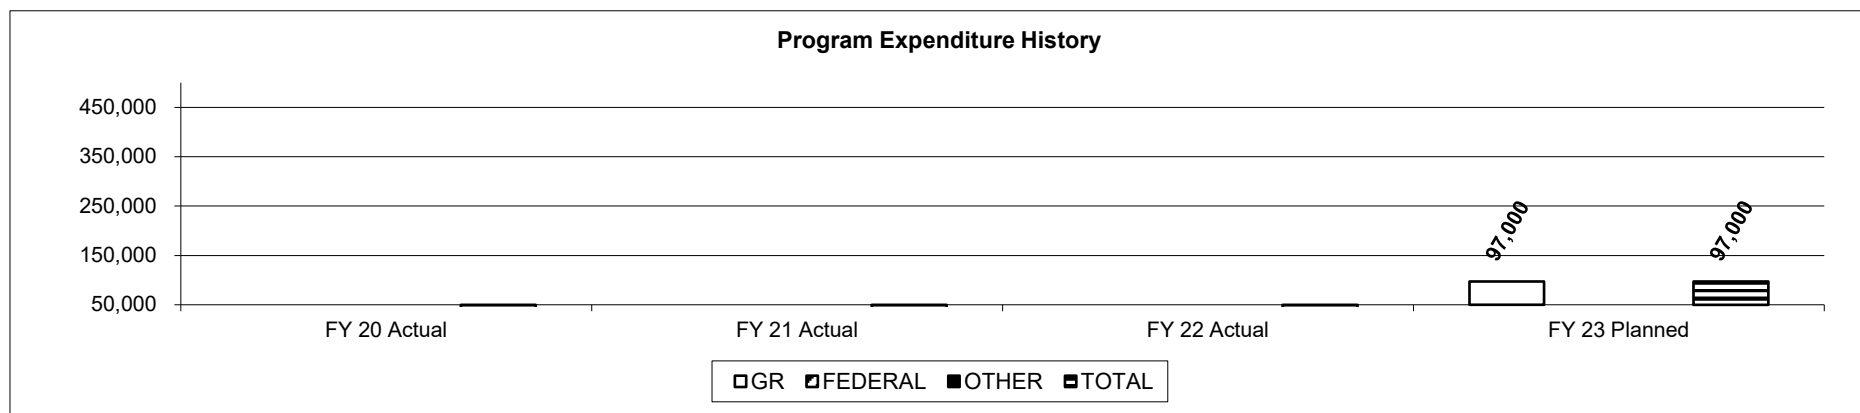 Program Expenditure History
450,000
350,000
250,000
150,000
50,000
97,000
97,000
FY 20 Actual
FY 21 Actual
FY 22 Actual
FY 23 Planned
GR FEDERAL OTHER TOTAL